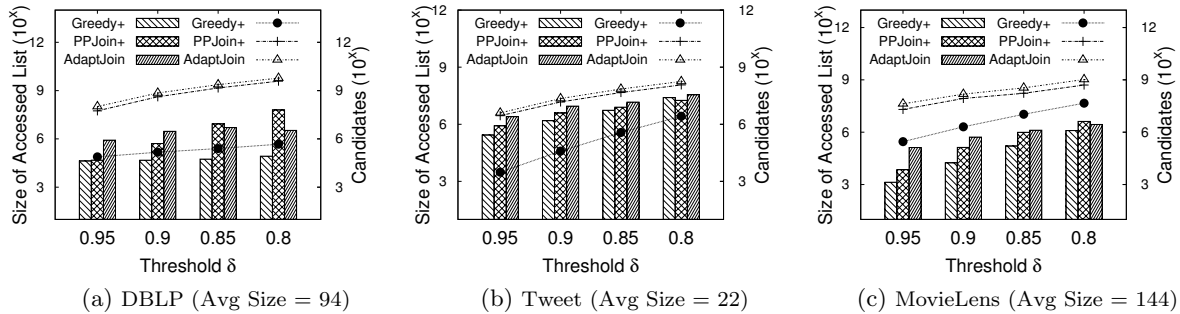 Size of Accessed List (10^x)
12
9
6
3
Greedy+
PPJoin+
AdaptJoin
Greedy+
PPJoin+
AdaptJoin
12
9
6
3
Candidates (10^x)
0.95 0.9 0.85 0.8
Threshold δ
(a) DBLP (Avg Size = 94)
Size of Accessed List (10^x)
12
9
6
3
Greedy+
PPJoin+
AdaptJoin
Greedy+
PPJoin+
AdaptJoin
12
9
6
3
Candidates (10^x)
0.95 0.9 0.85 0.8
Threshold δ
(b) Tweet (Avg Size = 22)
Size of Accessed List (10^x)
12
9
6
3
Greedy+
PPJoin+
AdaptJoin
Greedy+
PPJoin+
AdaptJoin
12
9
6
3
Candidates (10^x)
0.95 0.9 0.85 0.8
Threshold δ
(c) MovieLens (Avg Size = 144)